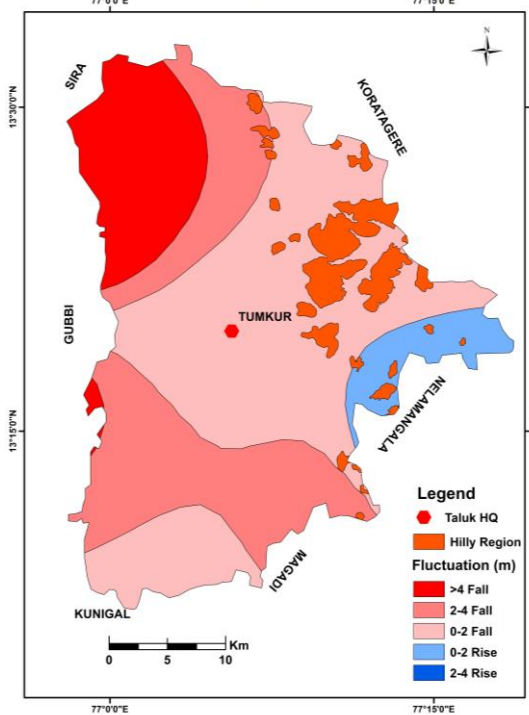 77°0'0"E
77°15'0"E
SIRA
KORATAGERE
13°30'0"N
GUBBI
TUMKUR
NELAMANGALA
13°15'0"N
MAGADI
KUNIGAL
0 5 10 Km
Legend
Taluk HQ
Hilly Region
Fluctuation (m)
>4 Fall
2-4 Fall
0-2 Fall
0-2 Rise
2-4 Rise
77°0'0"E
77°15'0"E